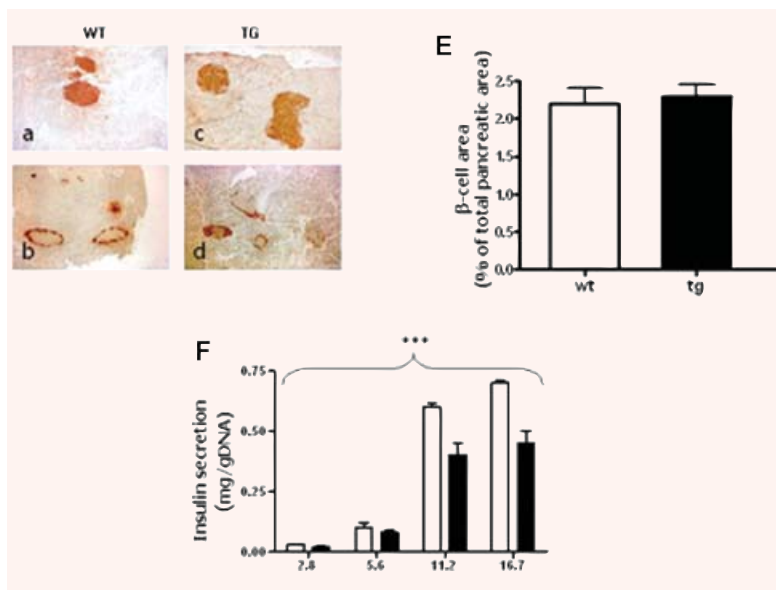 WT TG
a
c
b
d
E
β-cell area
(% of total pancreatic area)
2.5
2.0
1.5
1.0
0.5
0.0
wt tg
F
***
Insulin secretion
(mg/gDNA)
0.75
0.50
0.25
0.00
2.8 5.6 11.2 16.7